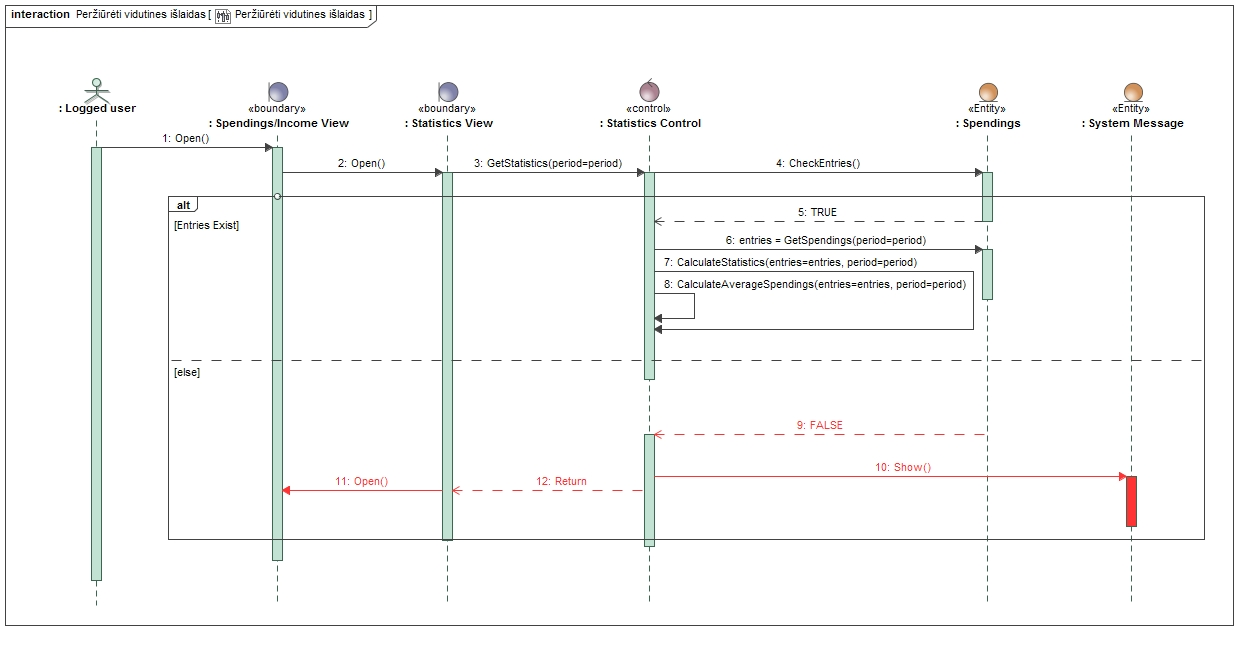 interaction Peržiūrėti vidutines išlaidas [ Peržiūrėti vidutines išlaidas ]
: Logged user
«boundary»
: Spendings/Income View
«boundary»
: Statistics View
«control»
: Statistics Control
«Entity»
: Spendings
«Entity»
: System Message
1: Open()
2: Open()
3: GetStatistics(period=period)
4: CheckEntries()
alt
[Entries Exist]
5: TRUE
6: entries = GetSpendings(period=period)
7: CalculateStatistics(entries=entries, period=period)
8: CalculateAverageSpendings(entries=entries, period=period)
[else]
9: FALSE
10: Show()
11: Open()
12: Return